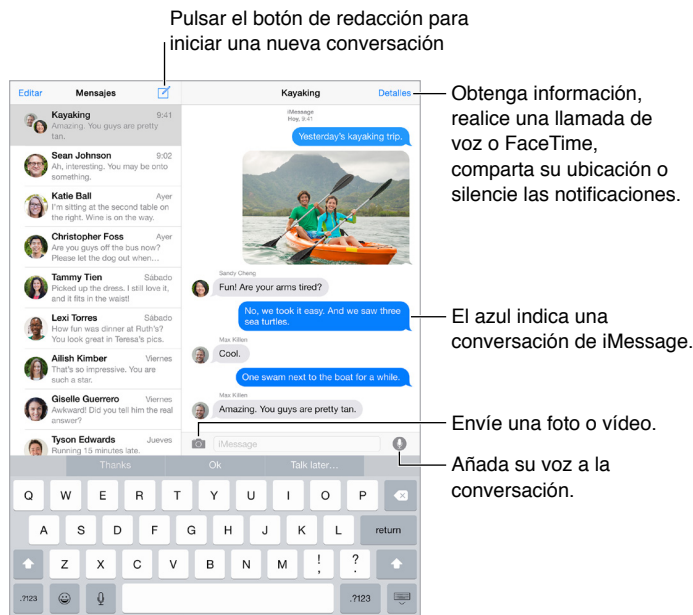 Pulsar el botón de redacción para
iniciar una nueva conversación
Editar
Mensajes
Kayaking
9:41
Amazing. You guys are pretty
tan.
Sean Johnson
9:02
Ah, interesting. You may be onto
something.
Katie Ball
Ayer
I'm sitting at the second table on
the right. Wine is on the way.
Christopher Foss
Ayer
Are you guys off the bus now?
Please let the dog out when…
Tammy Tien
Sábado
Picked up the dress. I still love it,
and it fits in the waist!
Lexi Torres
Sábado
How fun was dinner at Ruth's?
You look great in Teresa's pics.
Ailish Kimber
Viernes
That's so impressive. You are
such a star.
Giselle Guerrero
Viernes
Awkward! Did you tell him the real
answer?
Tyson Edwards
Jueves
Running 15 minutes late.
Kayaking
Detalles
iMessage
Hoy, 9:41
Yesterday's kayaking trip.
Sandy Cheng
Fun! Are your arms tired?
No, we took it easy. And we saw three
sea turtles.
Max Killen
Cool.
One swam next to the boat for a while.
Max Killen
Amazing. You guys are pretty tan.
iMessage
Obtenga información,
realice una llamada de
voz o FaceTime,
comparta su ubicación o
silencie las notificaciones.
El azul indica una
conversación de iMessage.
Envíe una foto o vídeo.
Añada su voz a la
conversación.
Thanks
Ok
Talk later…
Q W E R T Y U I O P
A S D F G H J K L return
Z X C V B N M ! , ? .
.?123 .?123